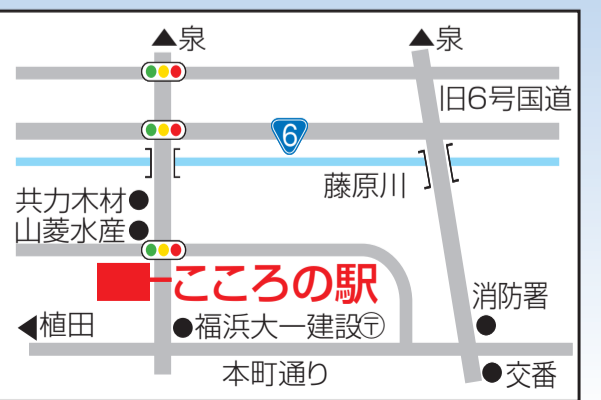 ▲泉
▲泉
旧6号国道
6
藤原川
共力木材●
山菱水産●
こころの駅
消防署
◀植田
●福浜大一建設〒
本町通り
●交番